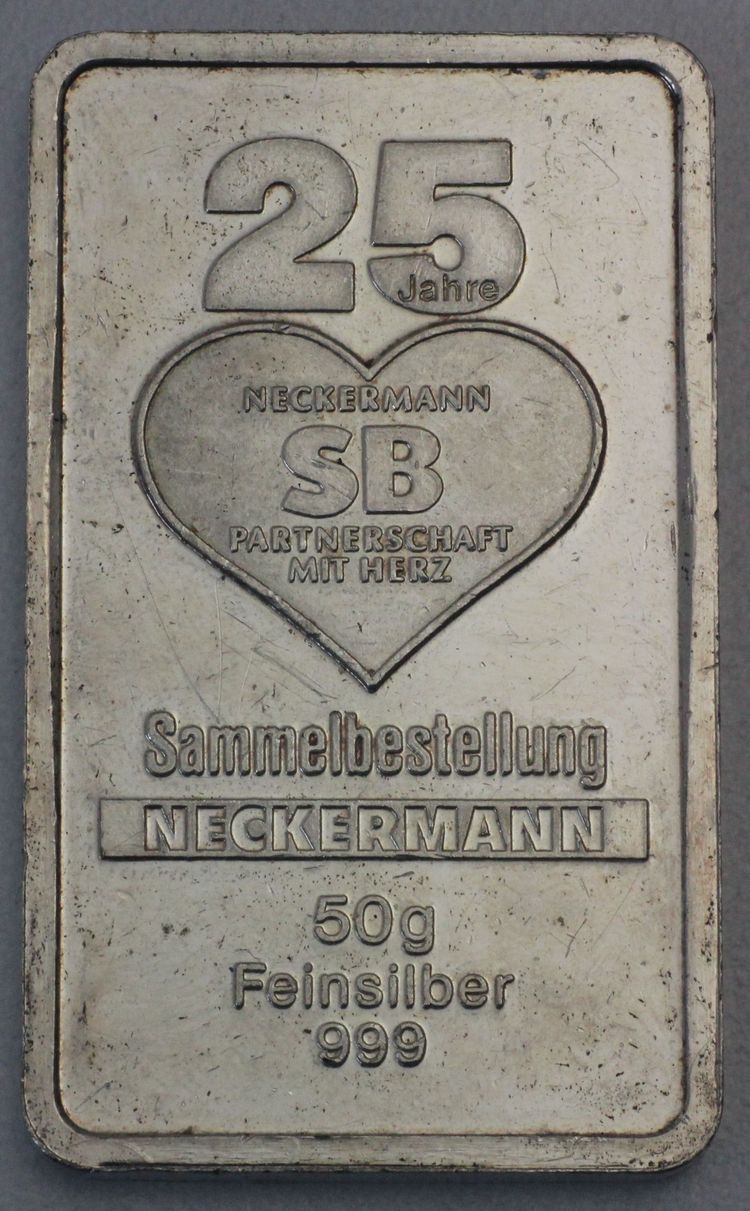 25
Jahre
NECKERMANN
SB
PARTNERSCHAFT
MIT HERZ
Sammelbestellung
NECKERMANN
50g
Feinsilber
999